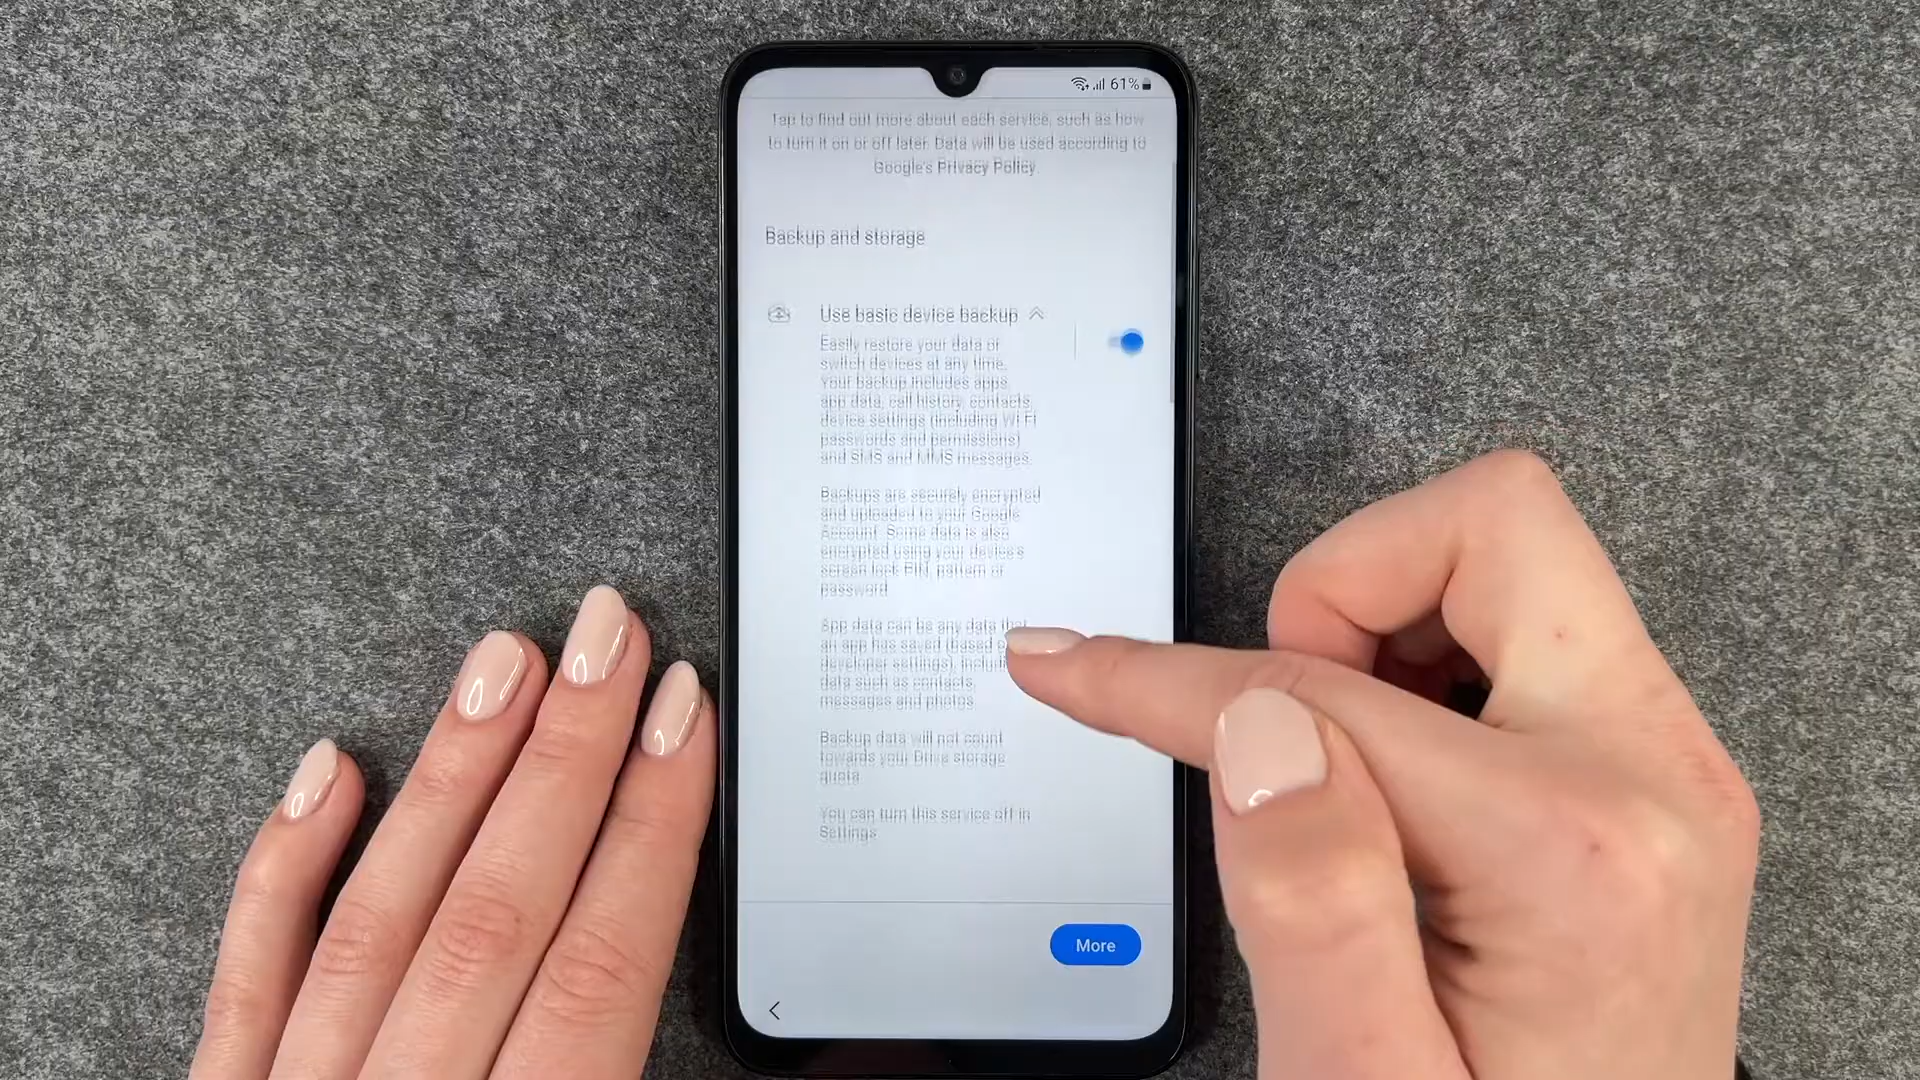 61%
Tap to find out more about each service, such as how
to turn it on or off later. Data will be used according to
Google's Privacy Policy.
Backup and storage
Use basic device backup
Easily restore your data or
switch devices at any time.
Your backup includes apps,
app data, call history, contacts,
device settings (including Wi-Fi
passwords and permissions)
and SMS and MMS messages.
Backups are securely encrypted
and uploaded to your Google
Account. Some data is also
encrypted using your device's
screen lock PIN, pattern or
password.
App data can be any data that
an app has saved (based
developer settings), 
data such as contacts,
messages and photos.
Backup data will not count
towards your Drive storage
quota.
You can turn this service off in
Settings.
More